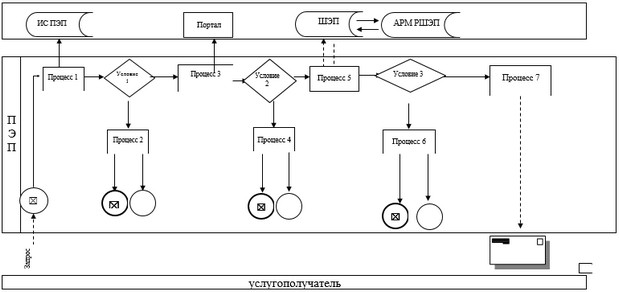 ИС ПЭП
Портал
ШЭП
АРМ РШЭП
ПЭП
Процесс 1
Условие 1
Процесс 3
Условие 2
Процесс 5
Условие 3
Процесс 7
Процесс 2
Процесс 4
Процесс 6
Запрос
услугополучатель